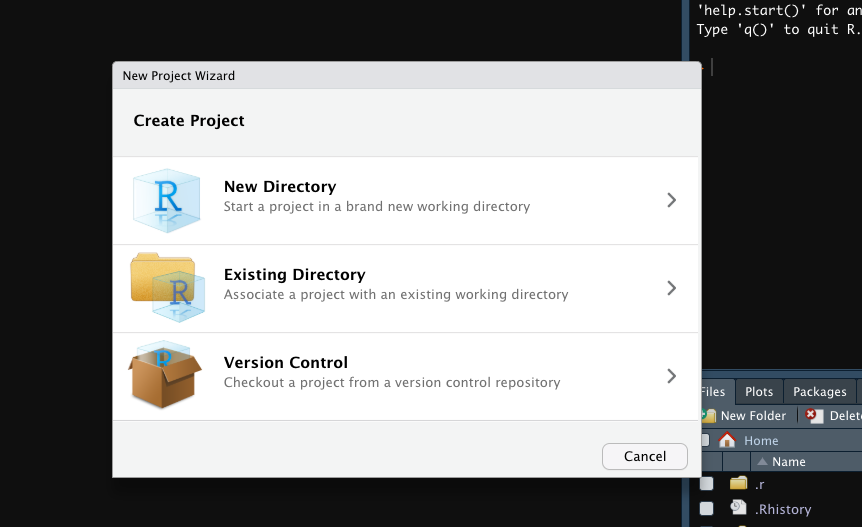 'help.start()' for an
Type 'q()' to quit R.
New Project Wizard
Create Project
New Directory
Start a project in a brand new working directory
Existing Directory
Associate a project with an existing working directory
Version Control
Checkout a project from a version control repository
Cancel
Files Plots Packages
New Folder Delete
Home
Name
.r
.Rhistory